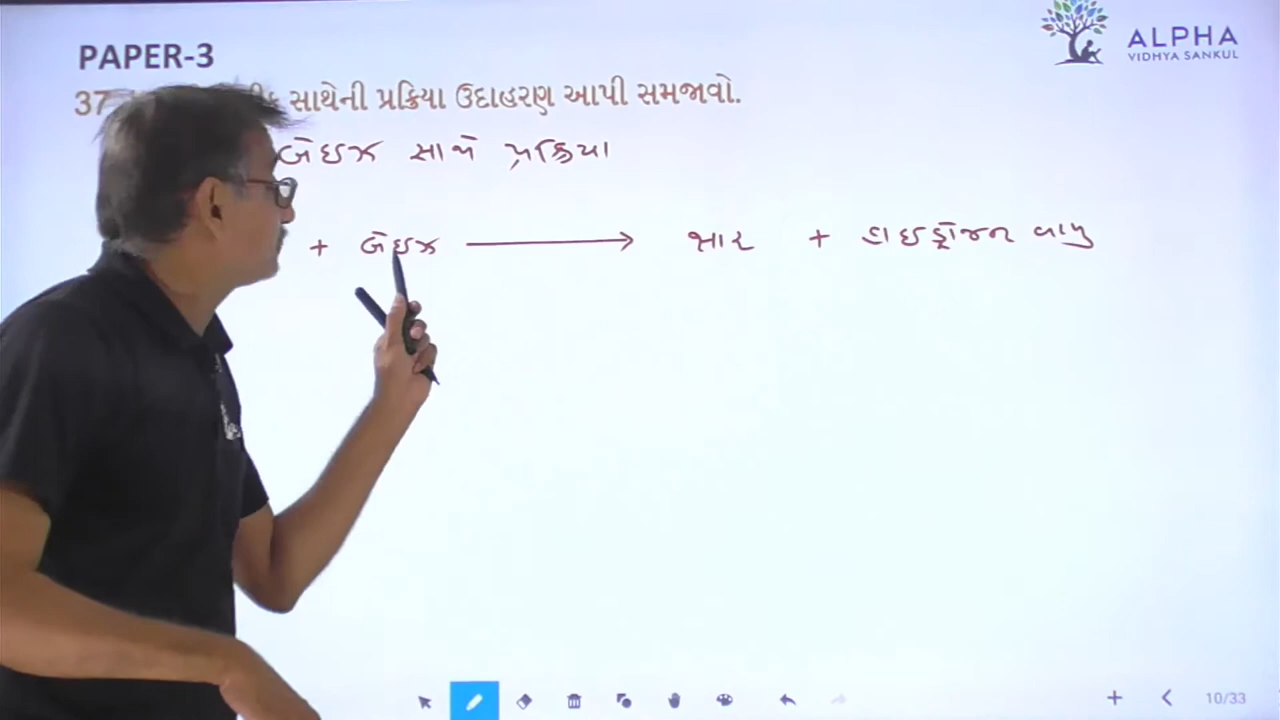 PAPER-3
ALPHA
VIDHYA SANKUL
37 સાથેની પ્રક્રિયા ઉદાહરણ આપી સમજાવો.
બેઇઝ સાથે પ્રક્રિયા
+ બેઇઝ → ક્ષાર + હાઇડ્રોજન વાયુ
10/33